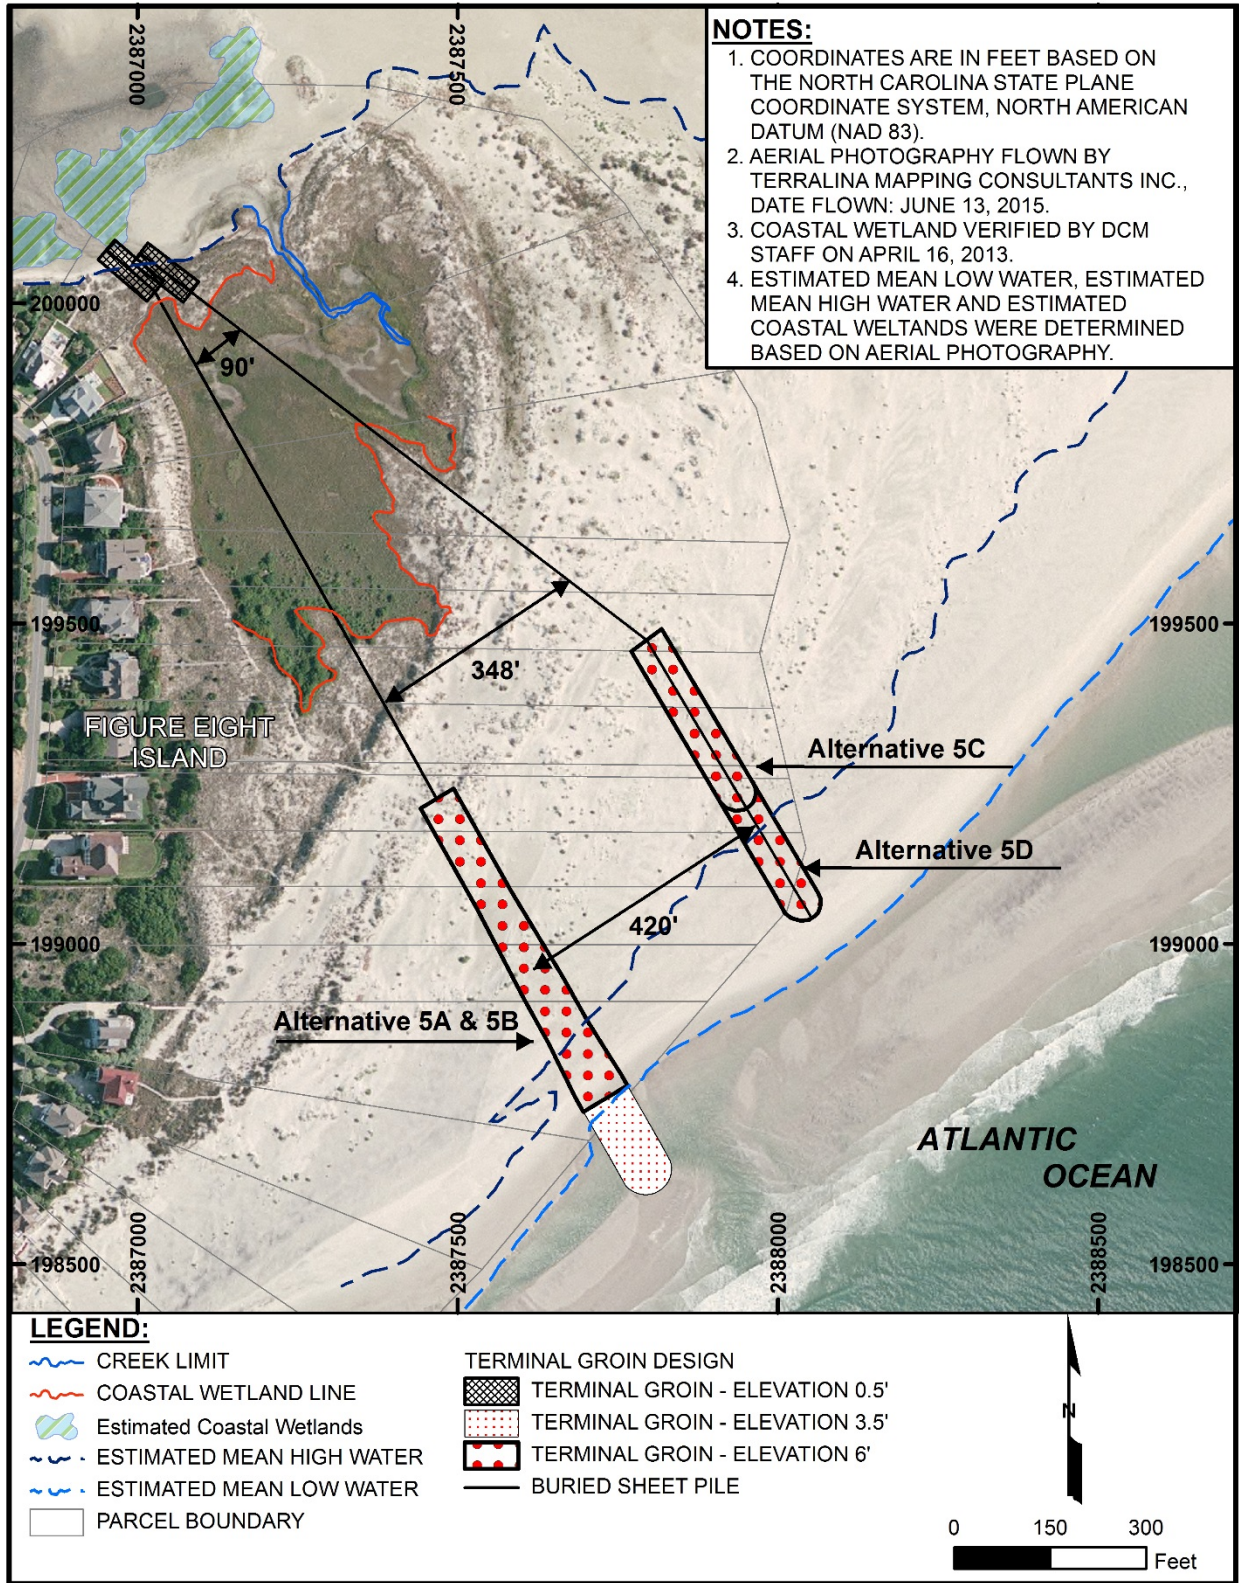 2387000
2387500
NOTES:
1. COORDINATES ARE IN FEET BASED ON
THE NORTH CAROLINA STATE PLANE
COORDINATE SYSTEM, NORTH AMERICAN
DATUM (NAD 83).
2. AERIAL PHOTOGRAPHY FLOWN BY
TERRALINA MAPPING CONSULTANTS INC.,
DATE FLOWN: JUNE 13, 2015.
3. COASTAL WETLAND VERIFIED BY DCM
STAFF ON APRIL 16, 2013.
4. ESTIMATED MEAN LOW WATER, ESTIMATED
MEAN HIGH WATER AND ESTIMATED
COASTAL WELTANDS WERE DETERMINED
BASED ON AERIAL PHOTOGRAPHY.
200000
90'
199500
199500
348'
FIGURE EIGHT
ISLAND
Alternative 5C
Alternative 5D
420'
199000
199000
Alternative 5A & 5B
ATLANTIC
OCEAN
2387000
2387500
2388000
2388500
198500
198500
LEGEND:
CREEK LIMIT
COASTAL WETLAND LINE
Estimated Coastal Wetlands
ESTIMATED MEAN HIGH WATER
ESTIMATED MEAN LOW WATER
PARCEL BOUNDARY
TERMINAL GROIN DESIGN
TERMINAL GROIN - ELEVATION 0.5'
TERMINAL GROIN - ELEVATION 3.5'
TERMINAL GROIN - ELEVATION 6'
BURIED SHEET PILE
N
0 150 300
Feet